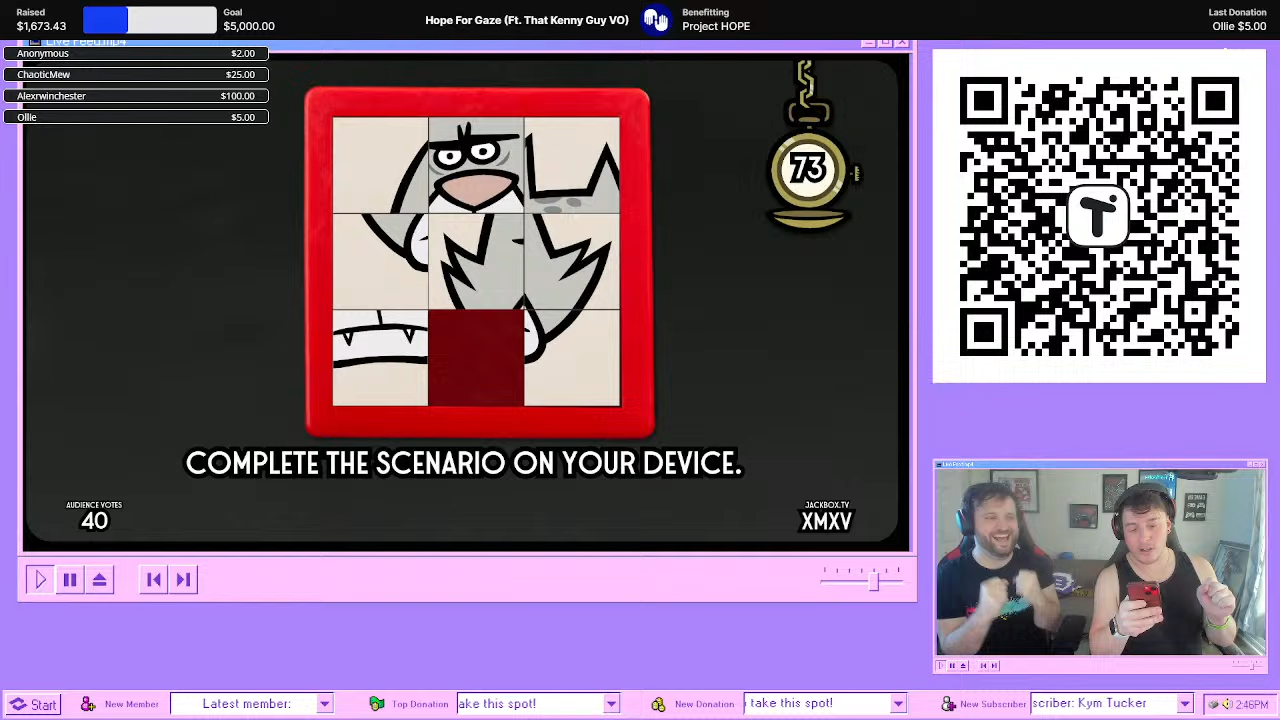 Raised
$1,673.43
Goal
$5,000.00
Hope For Gaze (Ft. That Kenny Guy VO)
Benefitting
Project HOPE
Last Donation
Ollie $5.00
Live Feed.mp4
Anonymous $2.00
ChaoticMew $25.00
Alexrwinchester $100.00
Ollie $5.00
73
T
COMPLETE THE SCENARIO ON YOUR DEVICE.
AUDIENCE VOTES
40
JACKBOX.TV
XMXV
Start
New Member
Latest member:
Top Donation
ake this spot!
New Donation
take this spot!
New Subscriber
scriber: Kym Tucker
2:46PM